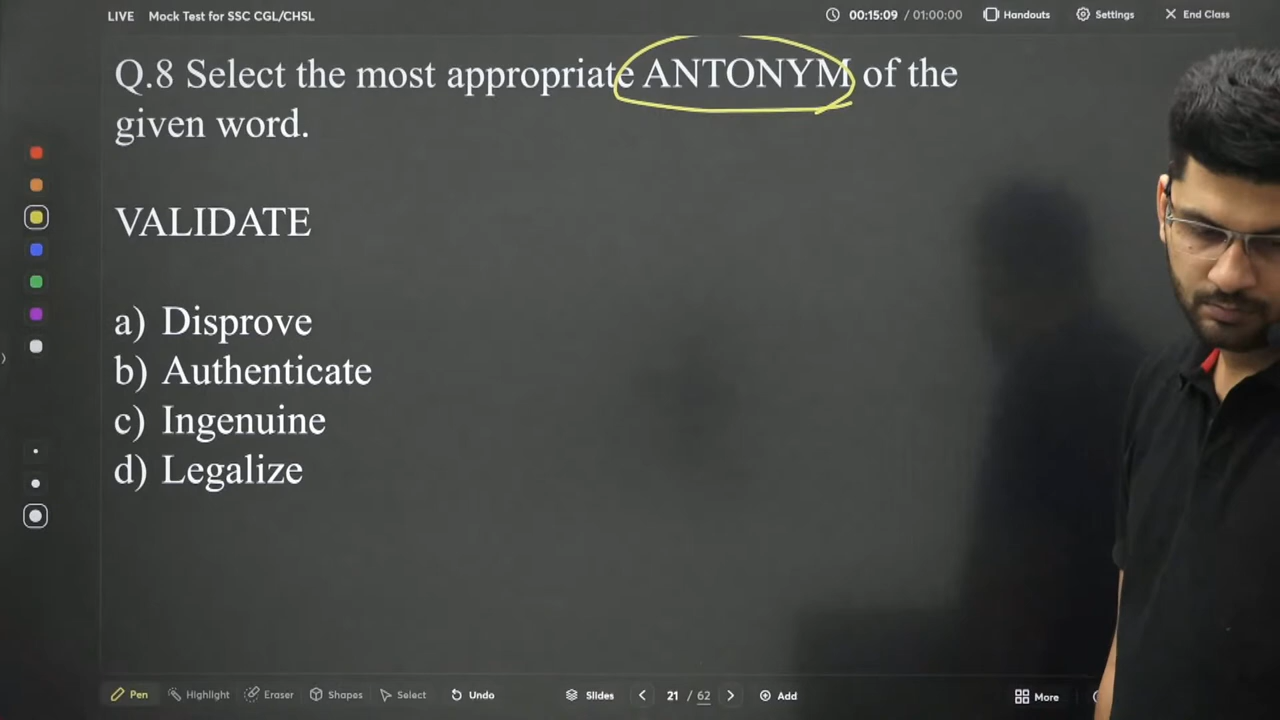 LIVE Mock Test for SSC CGL/CHSL 00:15:09 / 01:00:00 Handouts Settings End Class
Q.8 Select the most appropriate ANTONYM of the
given word.
VALIDATE
a) Disprove
b) Authenticate
c) Ingenuine
d) Legalize
Pen Highlight Eraser Shapes Select Undo Slides 21 / 62 Add More